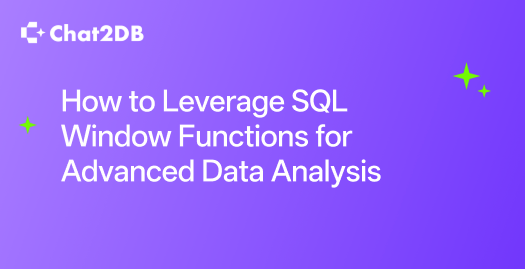 Chat2DB
How to Leverage SQL
Window Functions for
Advanced Data Analysis